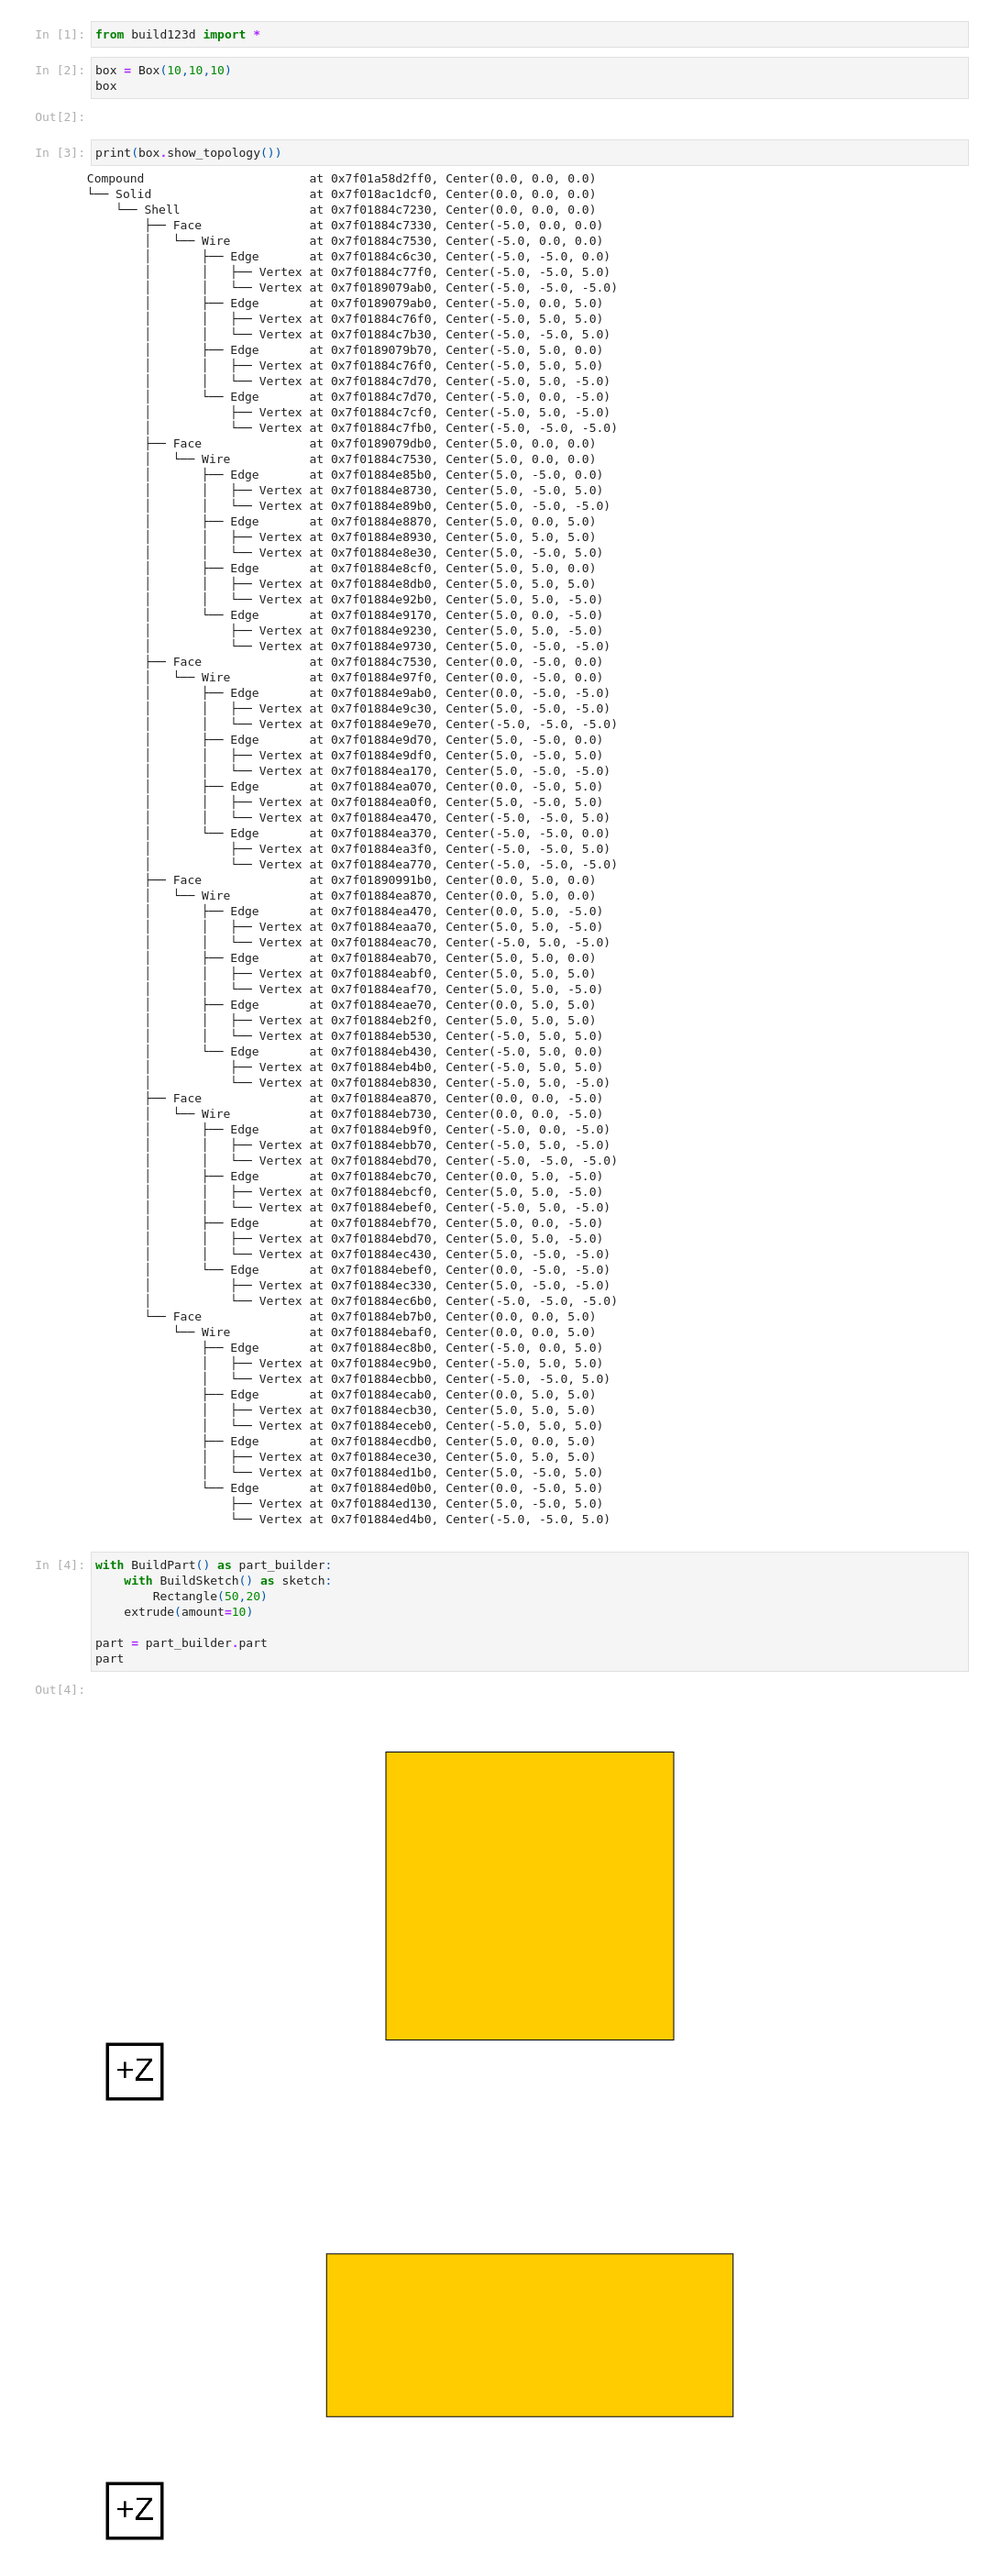 In [1]: from build123d import *
In [2]: box = Box(10,10,10)
box
Out[2]:
In [3]: print(box.show_topology())
Compound                       at 0x7f01a58d2ff0, Center(0.0, 0.0, 0.0)
└── Solid                      at 0x7f018ac1dcf0, Center(0.0, 0.0, 0.0)
    └── Shell                  at 0x7f01884c7230, Center(0.0, 0.0, 0.0)
        ├── Face               at 0x7f01884c7330, Center(-5.0, 0.0, 0.0)
        │   └── Wire           at 0x7f01884c7530, Center(-5.0, 0.0, 0.0)
        │       ├── Edge       at 0x7f01884c6c30, Center(-5.0, -5.0, 0.0)
        │       │   ├── Vertex at 0x7f01884c77f0, Center(-5.0, -5.0, 5.0)
        │       │   └── Vertex at 0x7f0189079ab0, Center(-5.0, -5.0, -5.0)
        │       ├── Edge       at 0x7f0189079ab0, Center(-5.0, 0.0, 5.0)
        │       │   ├── Vertex at 0x7f01884c76f0, Center(-5.0, 5.0, 5.0)
        │       │   └── Vertex at 0x7f01884c7b30, Center(-5.0, -5.0, 5.0)
        │       ├── Edge       at 0x7f0189079b70, Center(-5.0, 5.0, 0.0)
        │       │   ├── Vertex at 0x7f01884c76f0, Center(-5.0, 5.0, 5.0)
        │       │   └── Vertex at 0x7f01884c7d70, Center(-5.0, 5.0, -5.0)
        │       └── Edge       at 0x7f01884c7d70, Center(-5.0, 0.0, -5.0)
        │           ├── Vertex at 0x7f01884c7cf0, Center(-5.0, 5.0, -5.0)
        │           └── Vertex at 0x7f01884c7fb0, Center(-5.0, -5.0, -5.0)
        ├── Face               at 0x7f0189079db0, Center(5.0, 0.0, 0.0)
        │   └── Wire           at 0x7f01884c7530, Center(5.0, 0.0, 0.0)
        │       ├── Edge       at 0x7f01884e85b0, Center(5.0, -5.0, 0.0)
        │       │   ├── Vertex at 0x7f01884e8730, Center(5.0, -5.0, 5.0)
        │       │   └── Vertex at 0x7f01884e89b0, Center(5.0, -5.0, -5.0)
        │       ├── Edge       at 0x7f01884e8870, Center(5.0, 0.0, 5.0)
        │       │   ├── Vertex at 0x7f01884e8930, Center(5.0, 5.0, 5.0)
        │       │   └── Vertex at 0x7f01884e8e30, Center(5.0, -5.0, 5.0)
        │       ├── Edge       at 0x7f01884e8cf0, Center(5.0, 5.0, 0.0)
        │       │   ├── Vertex at 0x7f01884e8db0, Center(5.0, 5.0, 5.0)
        │       │   └── Vertex at 0x7f01884e92b0, Center(5.0, 5.0, -5.0)
        │       └── Edge       at 0x7f01884e9170, Center(5.0, 0.0, -5.0)
        │           ├── Vertex at 0x7f01884e9230, Center(5.0, 5.0, -5.0)
        │           └── Vertex at 0x7f01884e9730, Center(5.0, -5.0, -5.0)
        ├── Face               at 0x7f01884c7530, Center(0.0, -5.0, 0.0)
        │   └── Wire           at 0x7f01884e97f0, Center(0.0, -5.0, 0.0)
        │       ├── Edge       at 0x7f01884e9ab0, Center(0.0, -5.0, -5.0)
        │       │   ├── Vertex at 0x7f01884e9c30, Center(5.0, -5.0, -5.0)
        │       │   └── Vertex at 0x7f01884e9e70, Center(-5.0, -5.0, -5.0)
        │       ├── Edge       at 0x7f01884e9d70, Center(5.0, -5.0, 0.0)
        │       │   ├── Vertex at 0x7f01884e9df0, Center(5.0, -5.0, 5.0)
        │       │   └── Vertex at 0x7f01884ea170, Center(5.0, -5.0, -5.0)
        │       ├── Edge       at 0x7f01884ea070, Center(0.0, -5.0, 5.0)
        │       │   ├── Vertex at 0x7f01884ea0f0, Center(5.0, -5.0, 5.0)
        │       │   └── Vertex at 0x7f01884ea470, Center(-5.0, -5.0, 5.0)
        │       └── Edge       at 0x7f01884ea370, Center(-5.0, -5.0, 0.0)
        │           ├── Vertex at 0x7f01884ea3f0, Center(-5.0, -5.0, 5.0)
        │           └── Vertex at 0x7f01884ea770, Center(-5.0, -5.0, -5.0)
        ├── Face               at 0x7f01890991b0, Center(0.0, 5.0, 0.0)
        │   └── Wire           at 0x7f01884ea870, Center(0.0, 5.0, 0.0)
        │       ├── Edge       at 0x7f01884ea470, Center(0.0, 5.0, -5.0)
        │       │   ├── Vertex at 0x7f01884eaa70, Center(5.0, 5.0, -5.0)
        │       │   └── Vertex at 0x7f01884eac70, Center(-5.0, 5.0, -5.0)
        │       ├── Edge       at 0x7f01884eab70, Center(5.0, 5.0, 0.0)
        │       │   ├── Vertex at 0x7f01884eabf0, Center(5.0, 5.0, 5.0)
        │       │   └── Vertex at 0x7f01884eaf70, Center(5.0, 5.0, -5.0)
        │       ├── Edge       at 0x7f01884eae70, Center(0.0, 5.0, 5.0)
        │       │   ├── Vertex at 0x7f01884eb2f0, Center(5.0, 5.0, 5.0)
        │       │   └── Vertex at 0x7f01884eb530, Center(-5.0, 5.0, 5.0)
        │       └── Edge       at 0x7f01884eb430, Center(-5.0, 5.0, 0.0)
        │           ├── Vertex at 0x7f01884eb4b0, Center(-5.0, 5.0, 5.0)
        │           └── Vertex at 0x7f01884eb830, Center(-5.0, 5.0, -5.0)
        ├── Face               at 0x7f01884ea870, Center(0.0, 0.0, -5.0)
        │   └── Wire           at 0x7f01884eb730, Center(0.0, 0.0, -5.0)
        │       ├── Edge       at 0x7f01884eb9f0, Center(-5.0, 0.0, -5.0)
        │       │   ├── Vertex at 0x7f01884ebb70, Center(-5.0, 5.0, -5.0)
        │       │   └── Vertex at 0x7f01884ebd70, Center(-5.0, -5.0, -5.0)
        │       ├── Edge       at 0x7f01884ebc70, Center(0.0, 5.0, -5.0)
        │       │   ├── Vertex at 0x7f01884ebcf0, Center(5.0, 5.0, -5.0)
        │       │   └── Vertex at 0x7f01884ebef0, Center(-5.0, 5.0, -5.0)
        │       ├── Edge       at 0x7f01884ebf70, Center(5.0, 0.0, -5.0)
        │       │   ├── Vertex at 0x7f01884ebd70, Center(5.0, 5.0, -5.0)
        │       │   └── Vertex at 0x7f01884ec430, Center(5.0, -5.0, -5.0)
        │       └── Edge       at 0x7f01884ebef0, Center(0.0, -5.0, -5.0)
        │           ├── Vertex at 0x7f01884ec330, Center(5.0, -5.0, -5.0)
        │           └── Vertex at 0x7f01884ec6b0, Center(-5.0, -5.0, -5.0)
        └── Face               at 0x7f01884eb7b0, Center(0.0, 0.0, 5.0)
            └── Wire           at 0x7f01884ebaf0, Center(0.0, 0.0, 5.0)
                ├── Edge       at 0x7f01884ec8b0, Center(-5.0, 0.0, 5.0)
                │   ├── Vertex at 0x7f01884ec9b0, Center(-5.0, 5.0, 5.0)
                │   └── Vertex at 0x7f01884ecbb0, Center(-5.0, -5.0, 5.0)
                ├── Edge       at 0x7f01884ecab0, Center(0.0, 5.0, 5.0)
                │   ├── Vertex at 0x7f01884ecb30, Center(5.0, 5.0, 5.0)
                │   └── Vertex at 0x7f01884eceb0, Center(-5.0, 5.0, 5.0)
                ├── Edge       at 0x7f01884ecdb0, Center(5.0, 0.0, 5.0)
                │   ├── Vertex at 0x7f01884ece30, Center(5.0, 5.0, 5.0)
                │   └── Vertex at 0x7f01884ed1b0, Center(5.0, -5.0, 5.0)
                └── Edge       at 0x7f01884ed0b0, Center(0.0, -5.0, 5.0)
                    ├── Vertex at 0x7f01884ed130, Center(5.0, -5.0, 5.0)
                    └── Vertex at 0x7f01884ed4b0, Center(-5.0, -5.0, 5.0)
In [4]: with BuildPart() as part_builder:
    with BuildSketch() as sketch:
        Rectangle(50,20)
    extrude(amount=10)
part = part_builder.part
part
Out[4]:
+Z
+Z